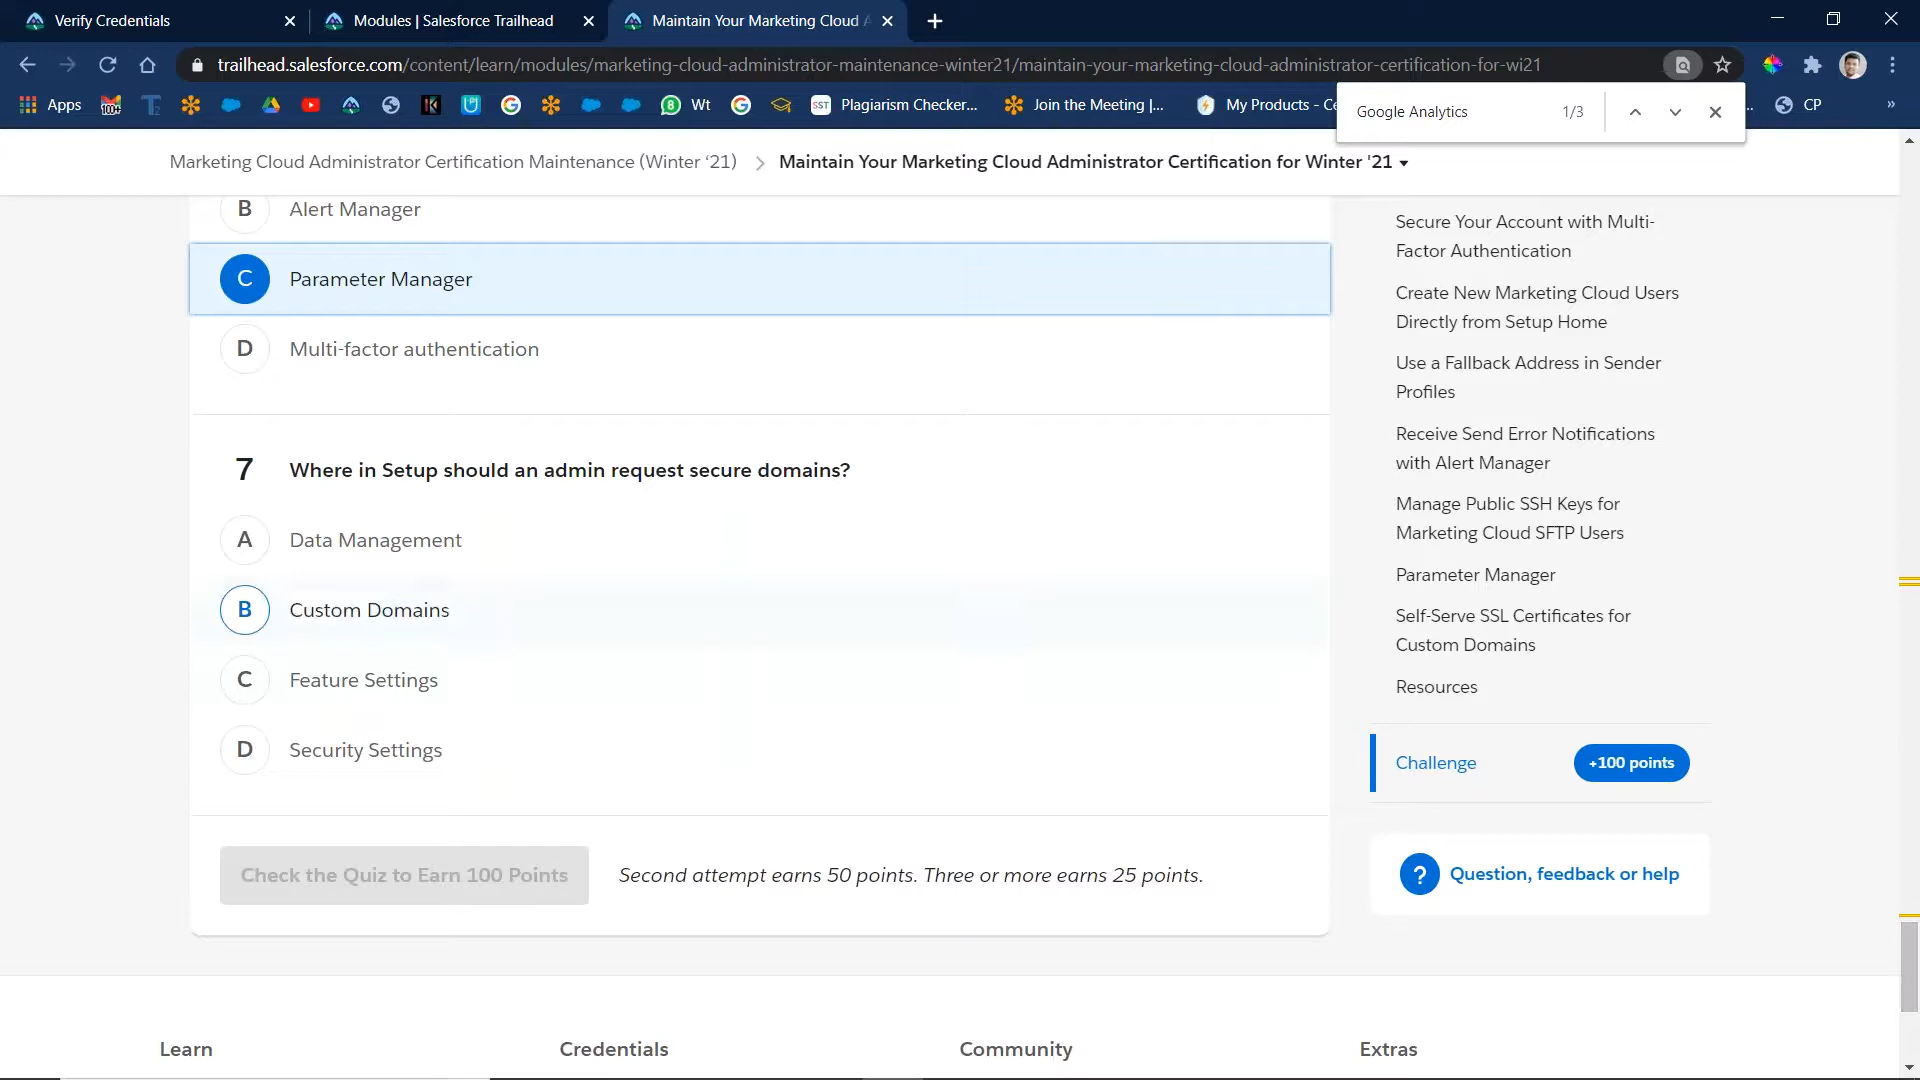 Verify Credentials
Modules | Salesforce Trailhead
Maintain Your Marketing Cloud A
trailhead.salesforce.com/content/learn/modules/marketing-cloud-administrator-maintenance-winter21/maintain-your-marketing-cloud-administrator-certification-for-wi21
Apps
100+
Wt
SST
Plagiarism Checker...
Join the Meeting |...
My Products - Ce
CP
»
Google Analytics
1/3
Marketing Cloud Administrator Certification Maintenance (Winter ‘21)
Maintain Your Marketing Cloud Administrator Certification for Winter '21
B Alert Manager
C Parameter Manager
D Multi-factor authentication
7 Where in Setup should an admin request secure domains?
A Data Management
B Custom Domains
C Feature Settings
D Security Settings
Check the Quiz to Earn 100 Points
Second attempt earns 50 points. Three or more earns 25 points.
Secure Your Account with Multi-
Factor Authentication
Create New Marketing Cloud Users
Directly from Setup Home
Use a Fallback Address in Sender
Profiles
Receive Send Error Notifications
with Alert Manager
Manage Public SSH Keys for
Marketing Cloud SFTP Users
Parameter Manager
Self-Serve SSL Certificates for
Custom Domains
Resources
Challenge
+100 points
? Question, feedback or help
Learn
Credentials
Community
Extras